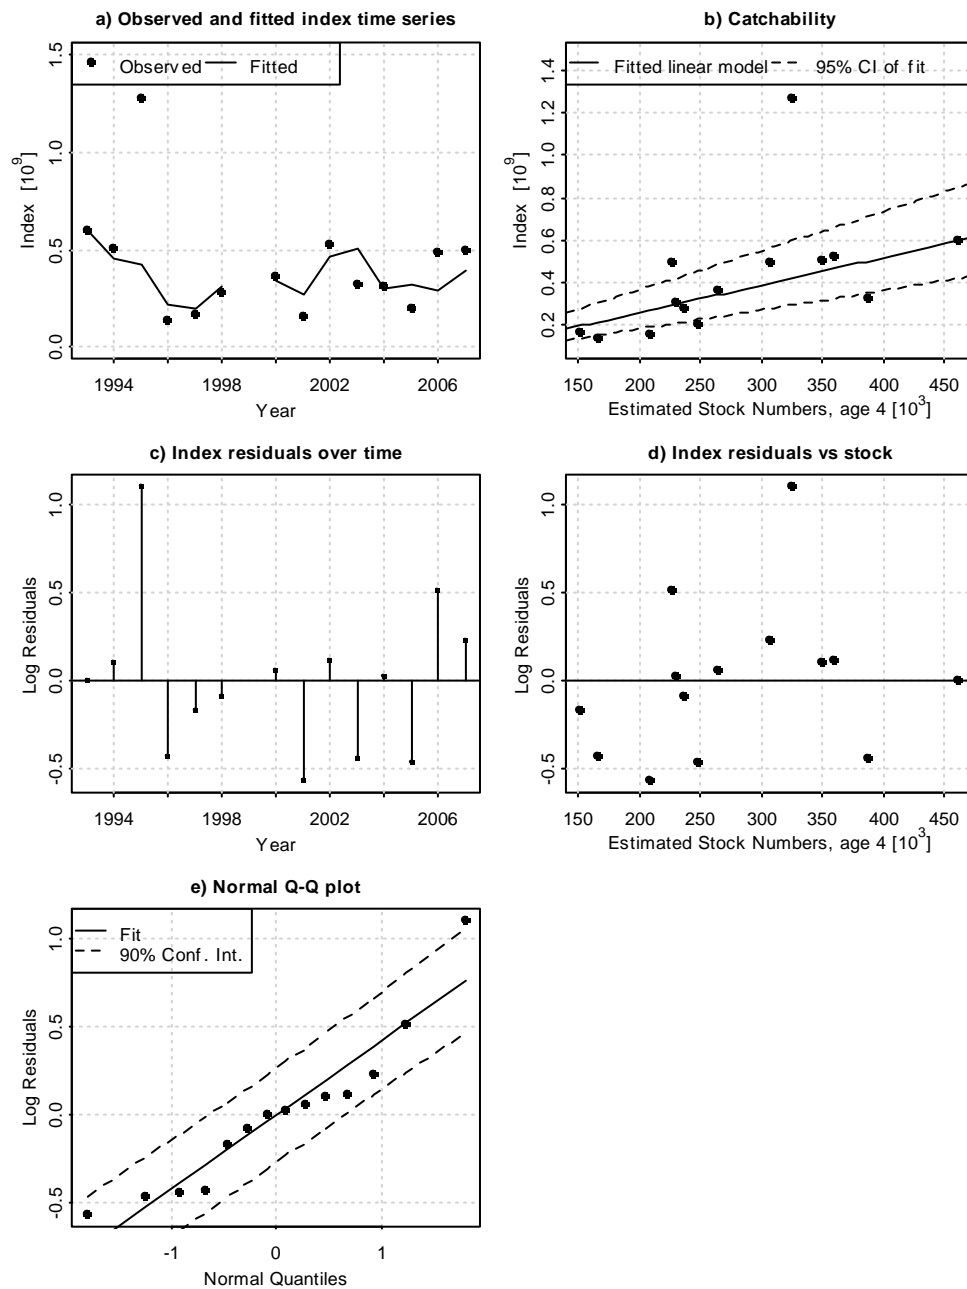 a) Observed and fitted index time series
Observed Fitted
Index [10^9]
0.0 0.5 1.0 1.5
1994 1998 2002 2006
Year
b) Catchability
Fitted linear model 95% CI of fit
Index [10^9]
0.2 0.4 0.6 0.8 1.0 1.2 1.4
150 200 250 300 350 400 450
Estimated Stock Numbers, age 4 [10^3]
c) Index residuals over time
Log Residuals
-0.5 0.0 0.5 1.0
1994 1998 2002 2006
Year
d) Index residuals vs stock
Log Residuals
-0.5 0.0 0.5 1.0
150 200 250 300 350 400 450
Estimated Stock Numbers, age 4 [10^3]
e) Normal Q-Q plot
Fit
90% Conf. Int.
Log Residuals
-0.5 0.0 0.5 1.0
-1 0 1
Normal Quantiles